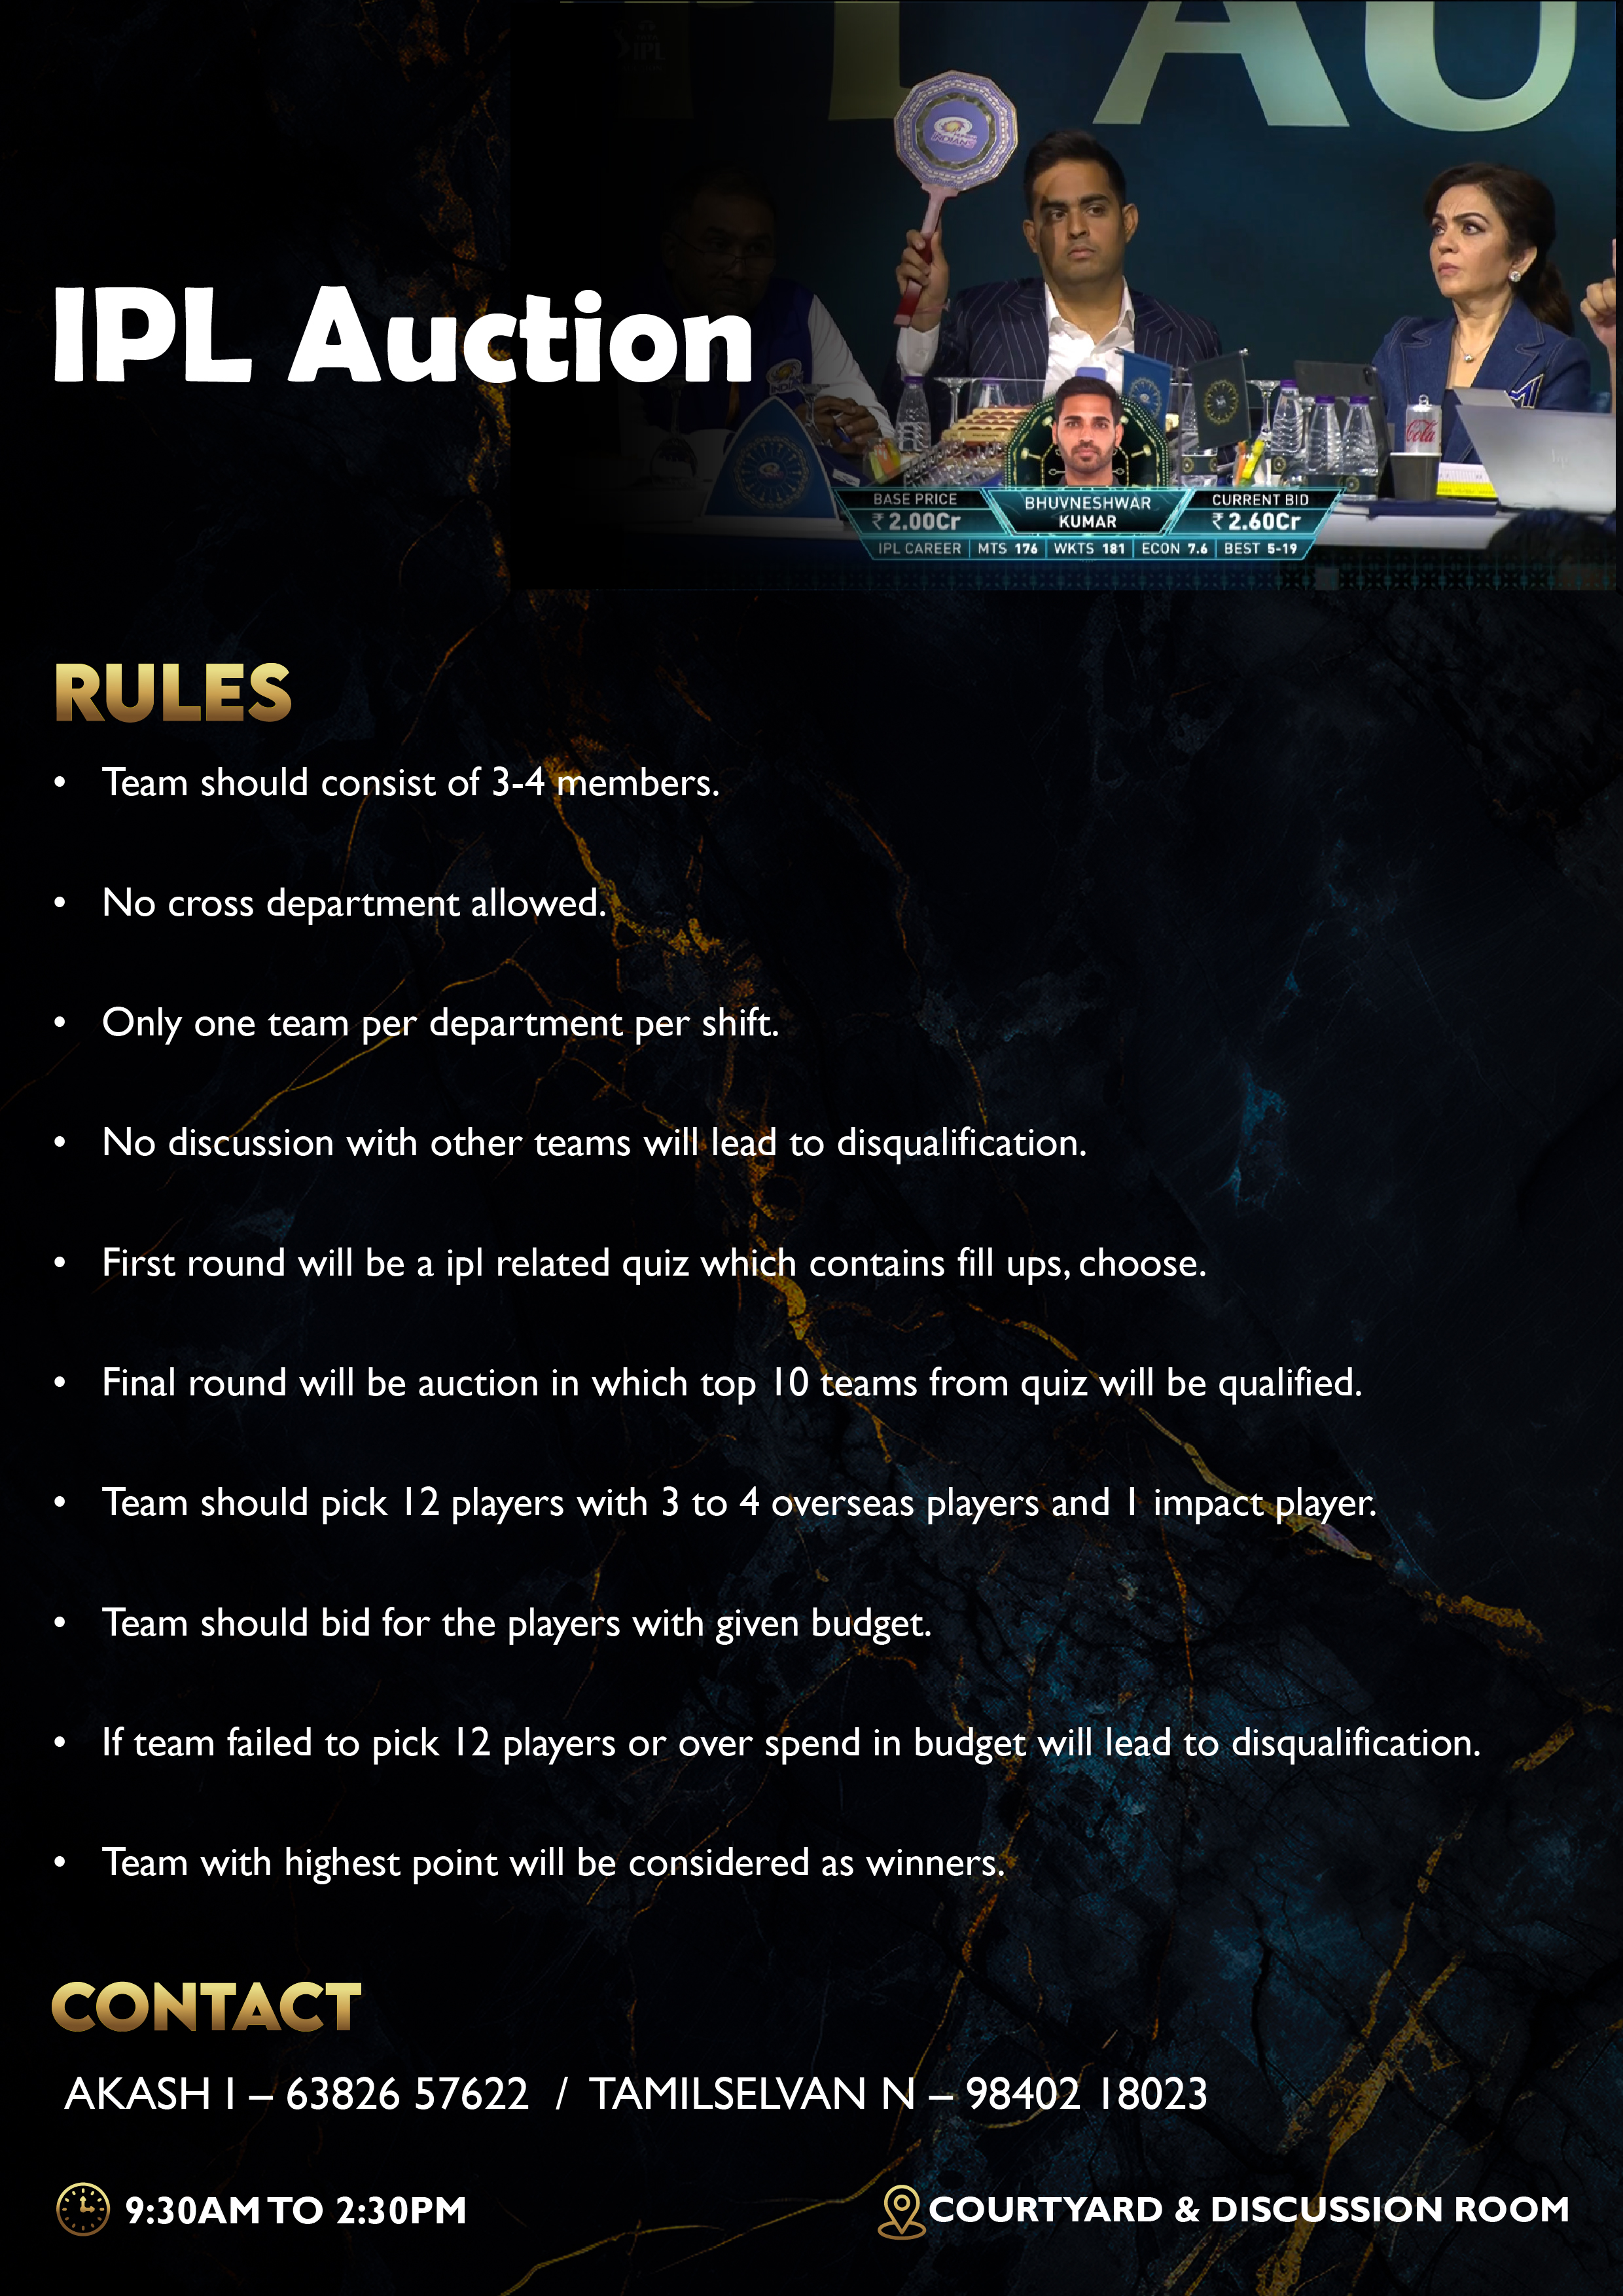 IPL AU
IPL
INDIANS
IPL Auction
Cola
hp
BASE PRICE
₹ 2.00Cr
BHUVNESHWAR
KUMAR
CURRENT BID
₹ 2.60Cr
IPL CAREER MTS 176 WKTS 181 ECON 7.6 BEST 5-19
RULES
• Team should consist of 3-4 members.
• No cross department allowed.
• Only one team per department per shift.
• No discussion with other teams will lead to disqualification.
• First round will be a ipl related quiz which contains fill ups, choose.
• Final round will be auction in which top 10 teams from quiz will be qualified.
• Team should pick 12 players with 3 to 4 overseas players and 1 impact player.
• Team should bid for the players with given budget.
• If team failed to pick 12 players or over spend in budget will lead to disqualification.
• Team with highest point will be considered as winners.
CONTACT
AKASH I – 63826 57622 / TAMILSELVAN N – 98402 18023
9:30AM TO 2:30PM
COURTYARD & DISCUSSION ROOM